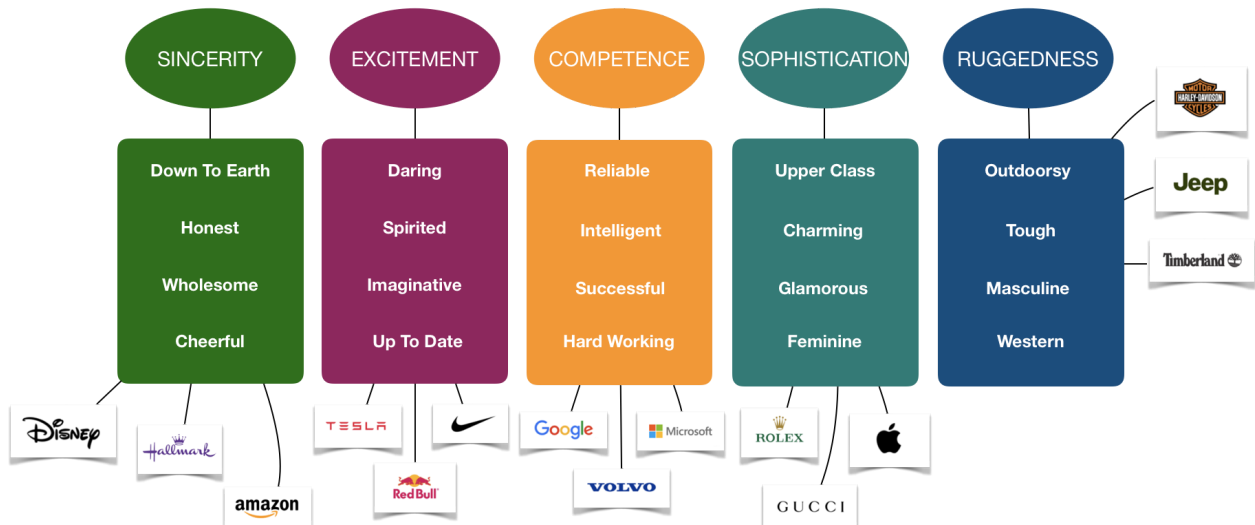 SINCERITY
EXCITEMENT
COMPETENCE
SOPHISTICATION
RUGGEDNESS
Down To Earth
Honest
Wholesome
Cheerful
Daring
Spirited
Imaginative
Up To Date
Reliable
Intelligent
Successful
Hard Working
Upper Class
Charming
Glamorous
Feminine
Outdoorsy
Tough
Masculine
Western
MOTOR
HARLEY-DAVIDSON
CYCLES
Jeep
Timberland
Disney
Hallmark
amazon
TESLA
Red Bull
Google
VOLVO
Microsoft
ROLEX
GUCCI